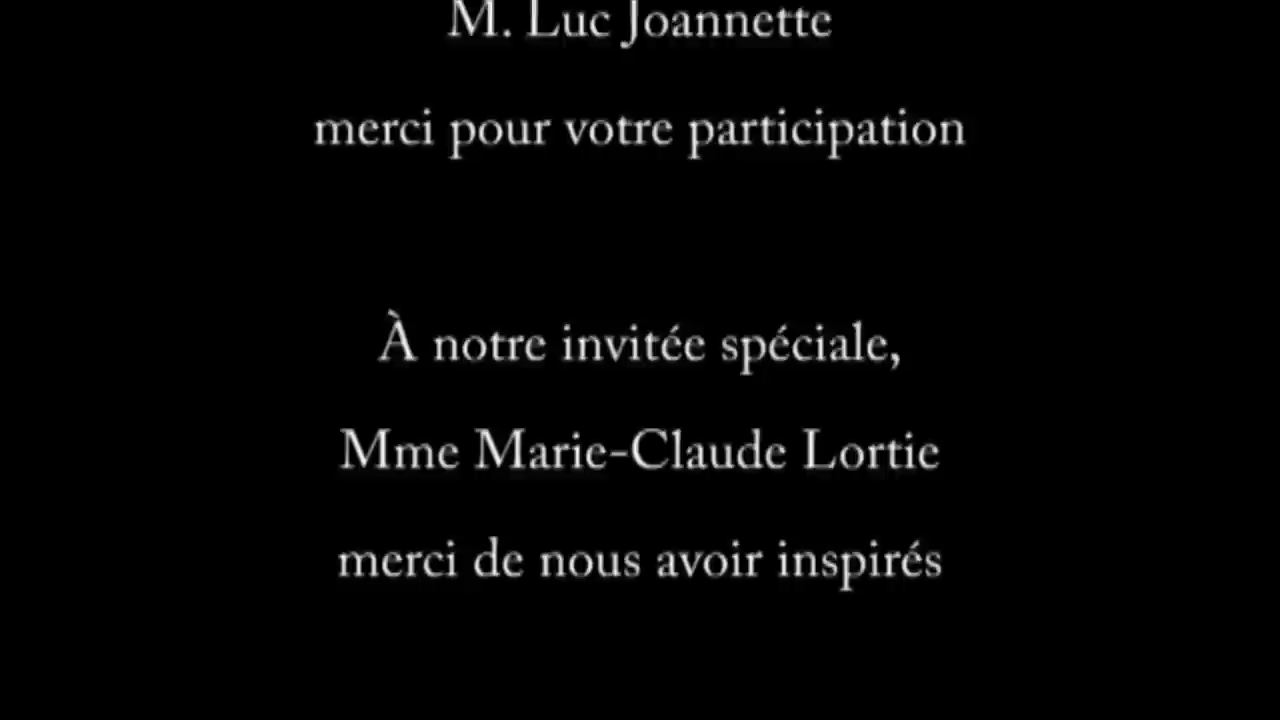 M. Luc Joannette
merci pour votre participation
À notre invitée spéciale,
Mme Marie-Claude Lortie
merci de nous avoir inspirés